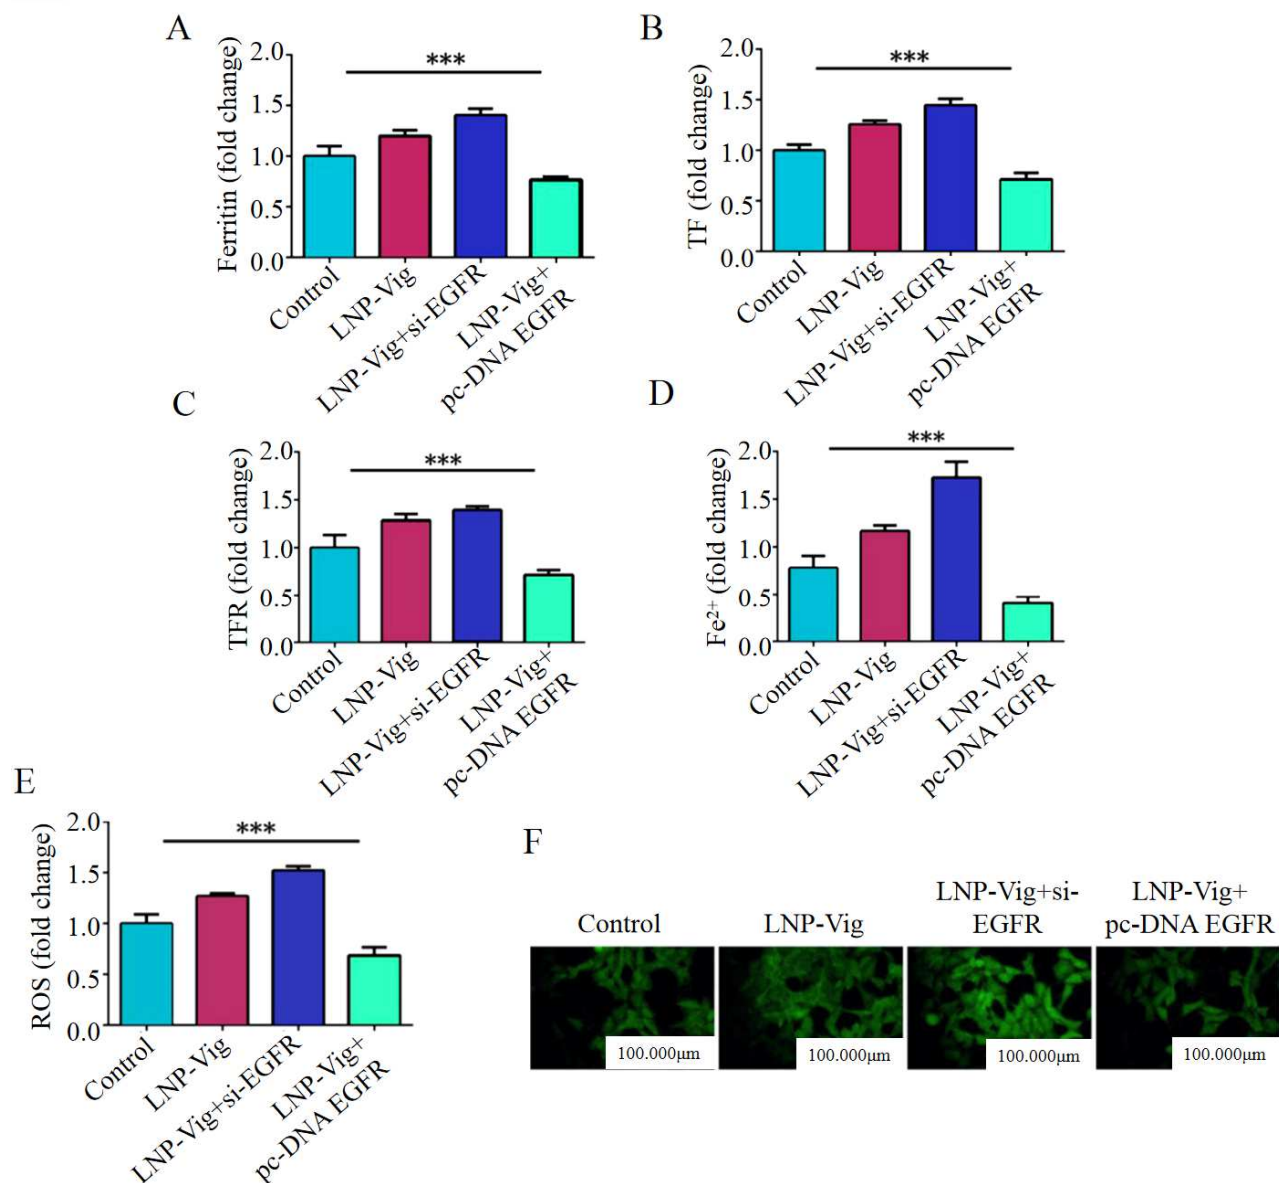 A
Ferritin (fold change)
2.0
1.5
1.0
0.5
0.0
***
Control
LNP-Vig
LNP-Vig+si-EGFR
LNP-Vig+
pc-DNA EGFR
B
TF (fold change)
2.0
1.5
1.0
0.5
0.0
***
Control
LNP-Vig
LNP-Vig+si-EGFR
LNP-Vig+
pc-DNA EGFR
C
TFR (fold change)
2.0
1.5
1.0
0.5
0.0
***
Control
LNP-Vig
LNP-Vig+si-EGFR
LNP-Vig+
pc-DNA EGFR
D
Fe²⁺ (fold change)
2.0
1.5
1.0
0.5
0.0
***
Control
LNP-Vig
LNP-Vig+si-EGFR
LNP-Vig+
pc-DNA EGFR
E
ROS (fold change)
2.0
1.5
1.0
0.5
0.0
***
Control
LNP-Vig
LNP-Vig+si-EGFR
LNP-Vig+
pc-DNA EGFR
F
Control
LNP-Vig
LNP-Vig+si-
EGFR
LNP-Vig+
pc-DNA EGFR
100.000μm
100.000μm
100.000μm
100.000μm